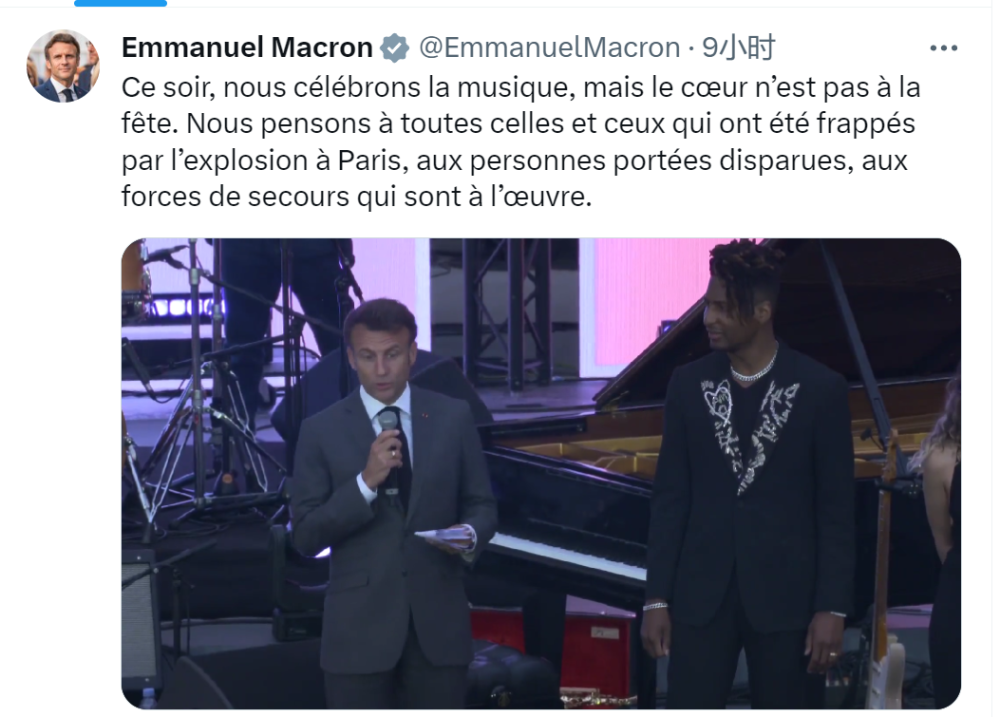 Emmanuel Macron @EmmanuelMacron · 9小时
Ce soir, nous célébrons la musique, mais le cœur n’est pas à la
fête. Nous pensons à toutes celles et ceux qui ont été frappés
par l’explosion à Paris, aux personnes portées disparues, aux
forces de secours qui sont à l’œuvre.